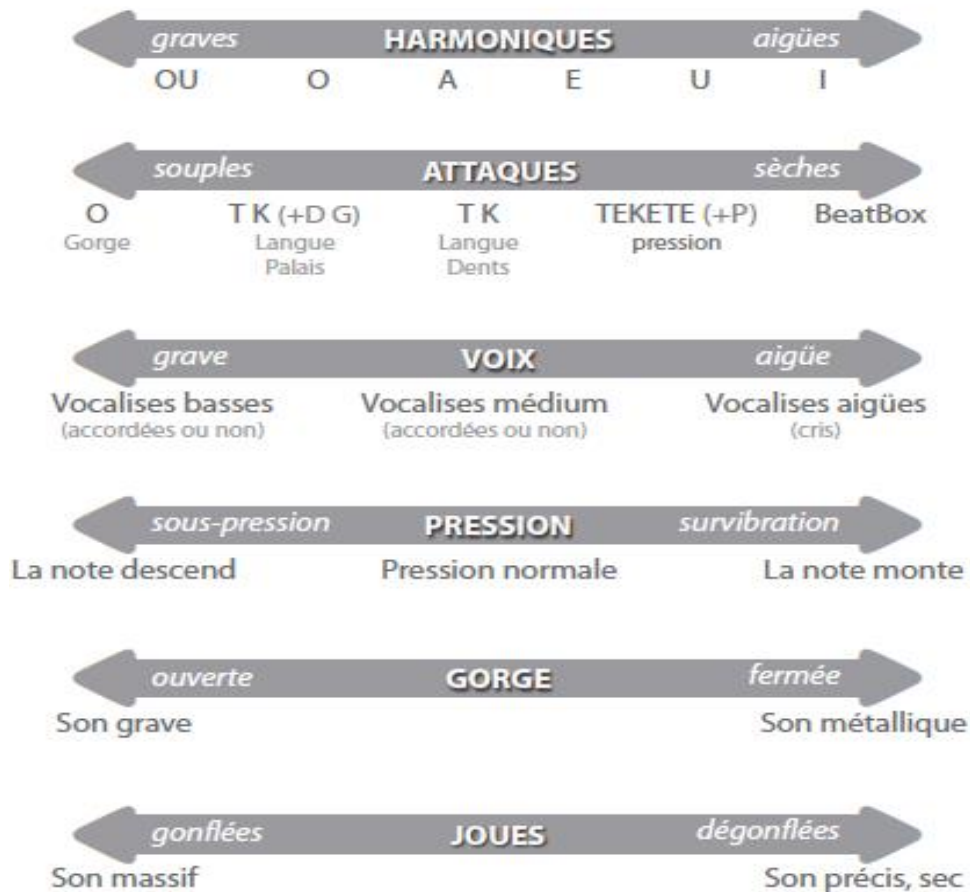 graves HARMONIQUES aigües
OU O A E U I
souples ATTAQUES sèches
O T K (+D G) T K TEKETE (+P) BeatBox
Gorge Langue Langue pression
Palais Dents
grave VOIX aigüe
Vocalises basses Vocalises médium Vocalises aigües
(accordées ou non) (accordées ou non) (cris)
sous-pression PRESSION survibration
La note descend Pression normale La note monte
ouverte GORGE fermée
Son grave Son métallique
gonflées JOUES dégonflées
Son massif Son précis, sec